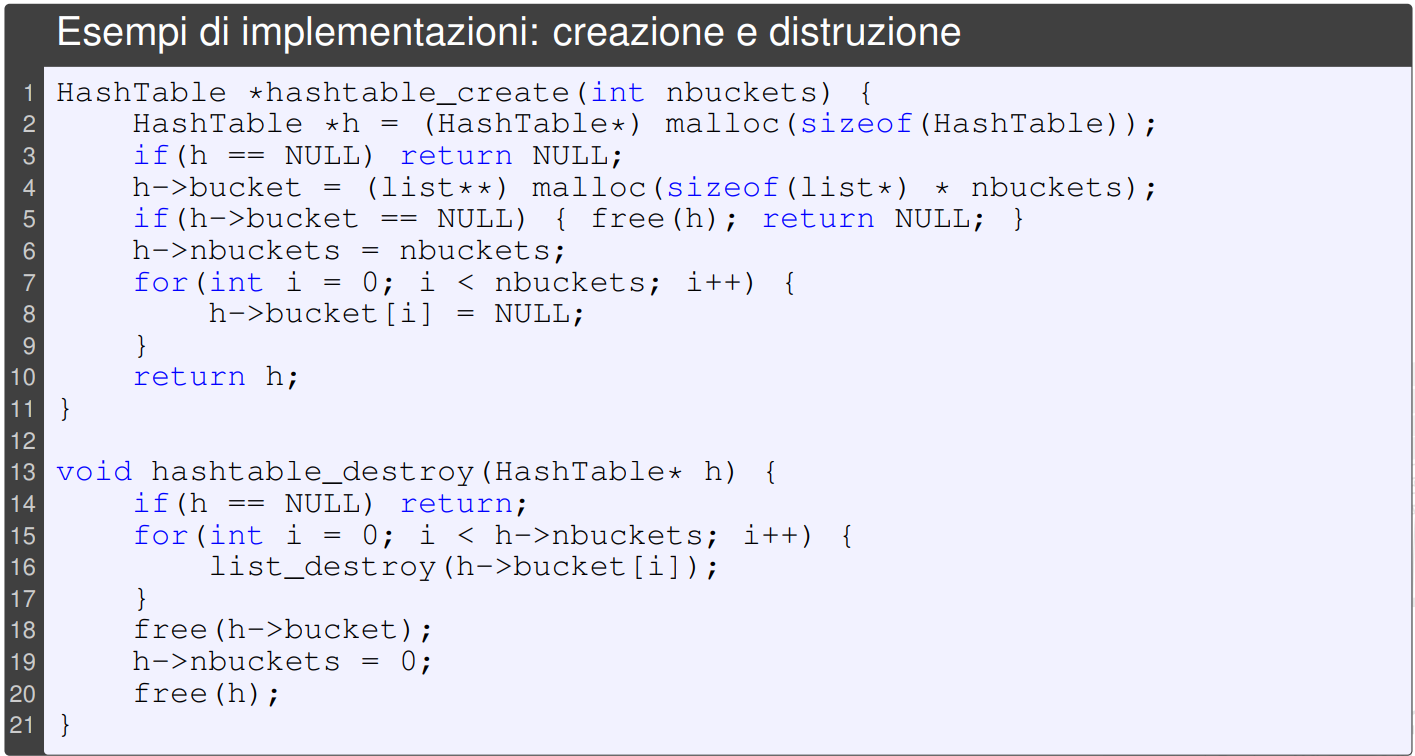 Esempi di implementazioni: creazione e distruzione
1 HashTable *hashtable_create(int nbuckets) {
2     HashTable *h = (HashTable*) malloc(sizeof(HashTable));
3     if(h == NULL) return NULL;
4     h->bucket = (list**) malloc(sizeof(list*) * nbuckets);
5     if(h->bucket == NULL) { free(h); return NULL; }
6     h->nbuckets = nbuckets;
7     for(int i = 0; i < nbuckets; i++) {
8         h->bucket[i] = NULL;
9     }
10     return h;
11 }
12
13 void hashtable_destroy(HashTable* h) {
14     if(h == NULL) return;
15     for(int i = 0; i < h->nbuckets; i++) {
16         list_destroy(h->bucket[i]);
17     }
18     free(h->bucket);
19     h->nbuckets = 0;
20     free(h);
21 }